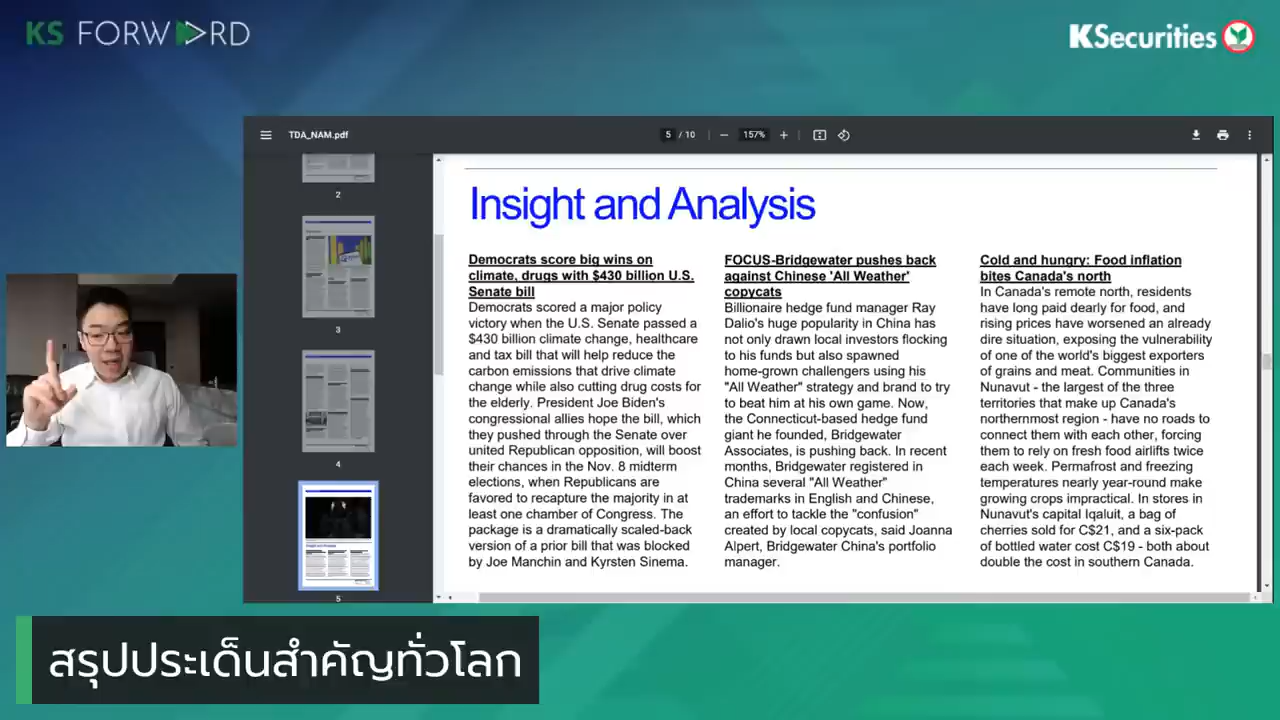 KS FORWARD
KSecurities
TDA_NAM.pdf
5 / 10
157%
2
3
4
5
Insight and Analysis
Democrats score big wins on
climate, drugs with $430 billion U.S.
Senate bill
Democrats scored a major policy
victory when the U.S. Senate passed a
$430 billion climate change, healthcare
and tax bill that will help reduce the
carbon emissions that drive climate
change while also cutting drug costs for
the elderly. President Joe Biden's
congressional allies hope the bill, which
they pushed through the Senate over
united Republican opposition, will boost
their chances in the Nov. 8 midterm
elections, when Republicans are
favored to recapture the majority in at
least one chamber of Congress. The
package is a dramatically scaled-back
version of a prior bill that was blocked
by Joe Manchin and Kyrsten Sinema.
FOCUS-Bridgewater pushes back
against Chinese 'All Weather'
copycats
Billionaire hedge fund manager Ray
Dalio's huge popularity in China has
not only drawn local investors flocking
to his funds but also spawned
home-grown challengers using his
"All Weather" strategy and brand to try
to beat him at his own game. Now,
the Connecticut-based hedge fund
giant he founded, Bridgewater
Associates, is pushing back. In recent
months, Bridgewater registered in
China several "All Weather"
trademarks in English and Chinese,
an effort to tackle the "confusion"
created by local copycats, said Joanna
Alpert, Bridgewater China's portfolio
manager.
Cold and hungry: Food inflation
bites Canada's north
In Canada's remote north, residents
have long paid dearly for food, and
rising prices have worsened an already
dire situation, exposing the vulnerability
of one of the world's biggest exporters
of grains and meat. Communities in
Nunavut - the largest of the three
territories that make up Canada's
northernmost region - have no roads to
connect them with each other, forcing
them to rely on fresh food airlifts twice
each week. Permafrost and freezing
temperatures nearly year-round make
growing crops impractical. In stores in
Nunavut's capital Iqaluit, a bag of
cherries sold for C$21, and a six-pack
of bottled water cost C$19 - both about
double the cost in southern Canada.
สรุปประเด็นสำคัญทั่วโลก